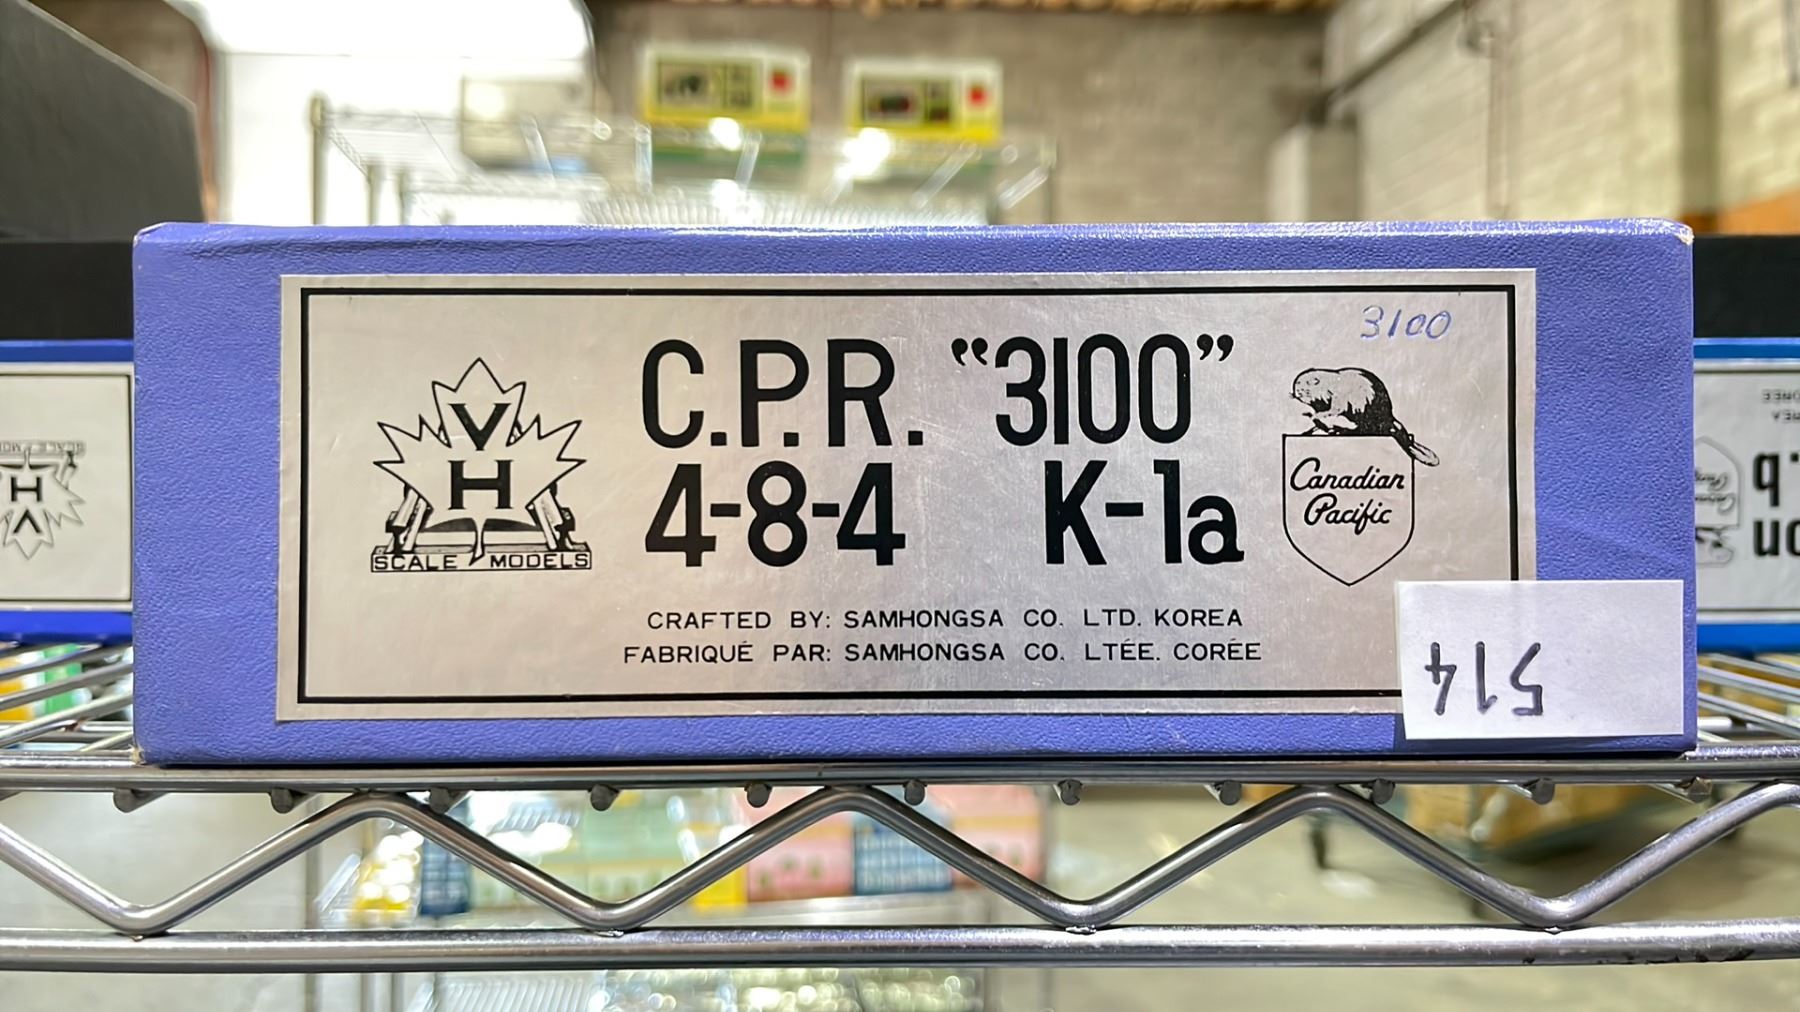 3100
C.P.R. “3100”
4-8-4 K-1a
V
H
SCALE MODELS
Canadian
Pacific
CRAFTED BY: SAMHONGSA CO. LTD. KOREA
FABRIQUÉ PAR: SAMHONGSA CO. LTÉE. CORÉE
514
V
H